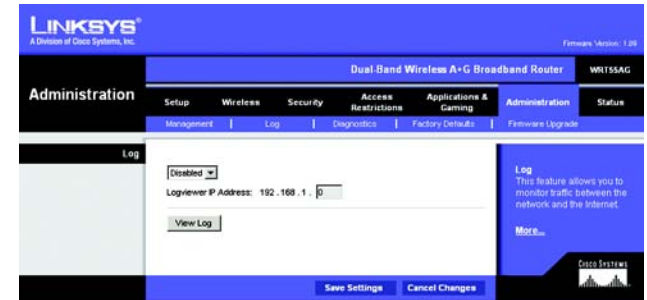 LINKSYS®
A Division of Cisco Systems, Inc.
Firmware Version: 1.09
Dual-Band Wireless A+G Broadband Router
WRT55AG
Administration
Setup Wireless Security Access Restrictions Applications & Gaming Administration Status
Management | Log | Diagnostics | Factory Defaults | Firmware Upgrade
Log
Disabled
Logviewer IP Address: 192 . 168 . 1 . 0
View Log
Log
This feature allows you to
monitor traffic between the
network and the Internet.
More...
Save Settings Cancel Changes
CISCO SYSTEMS